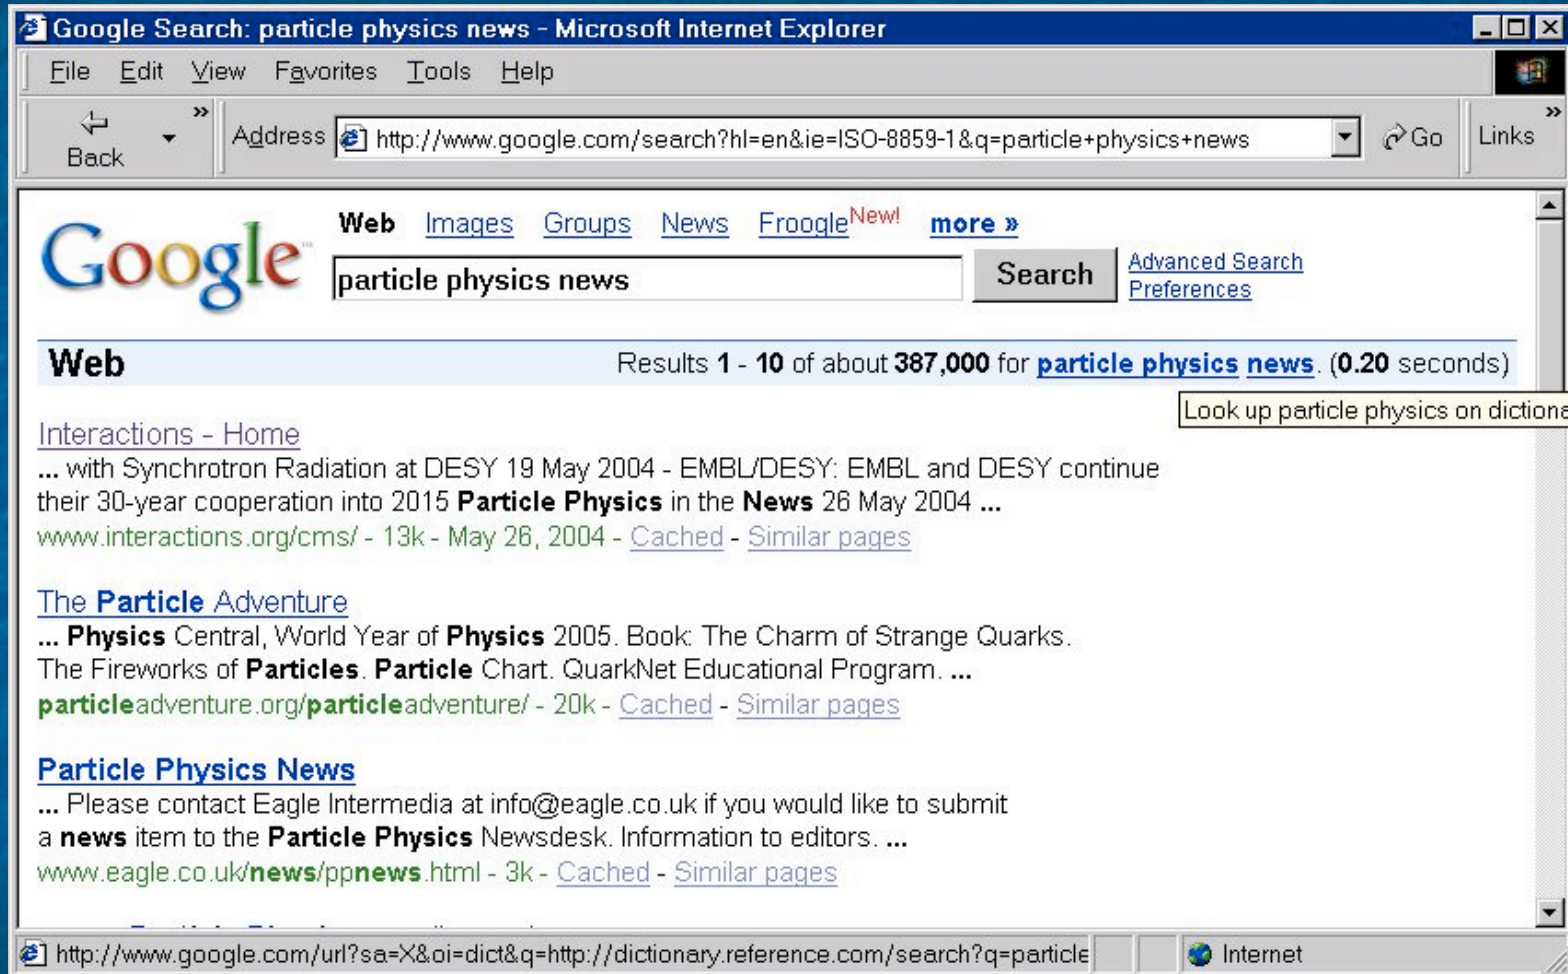 Google Search: particle physics news - Microsoft Internet Explorer
File Edit View Favorites Tools Help
Back » Address http://www.google.com/search?hl=en&ie=ISO-8859-1&q=particle+physics+news Go Links »
Google™
Web Images Groups News Froogle New! more »
particle physics news Search Advanced Search
Preferences
Web Results 1 - 10 of about 387,000 for particle physics news. (0.20 seconds)
Look up particle physics on dictiona
Interactions - Home
... with Synchrotron Radiation at DESY 19 May 2004 - EMBL/DESY: EMBL and DESY continue
their 30-year cooperation into 2015 Particle Physics in the News 26 May 2004 ...
www.interactions.org/cms/ - 13k - May 26, 2004 - Cached - Similar pages
The Particle Adventure
... Physics Central, World Year of Physics 2005. Book: The Charm of Strange Quarks.
The Fireworks of Particles. Particle Chart. QuarkNet Educational Program. ...
particleadventure.org/particleadventure/ - 20k - Cached - Similar pages
Particle Physics News
... Please contact Eagle Intermedia at info@eagle.co.uk if you would like to submit
a news item to the Particle Physics Newsdesk. Information to editors. ...
www.eagle.co.uk/news/ppnews.html - 3k - Cached - Similar pages
http://www.google.com/url?sa=X&oi=dict&q=http://dictionary.reference.com/search?q=particle Internet